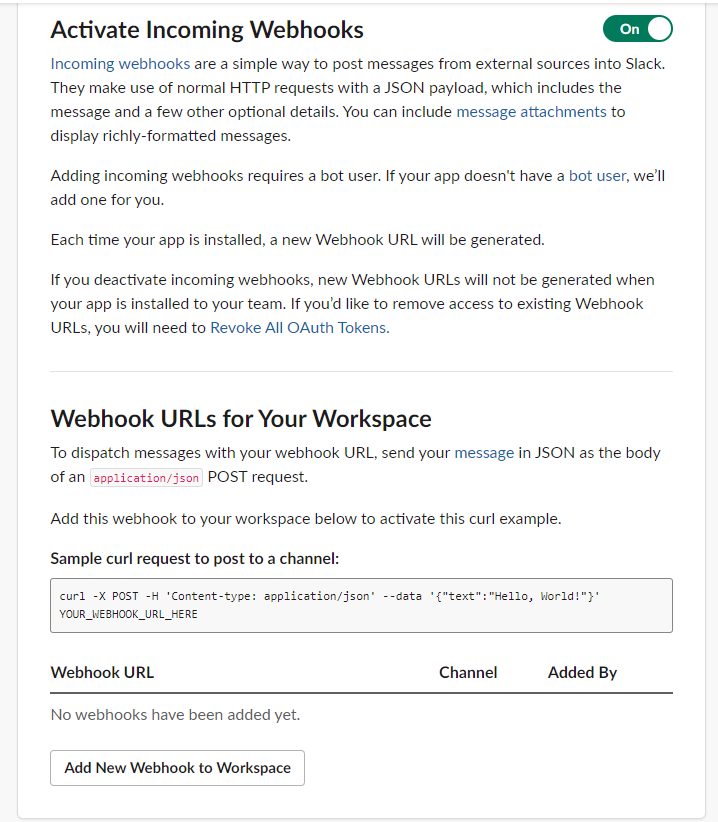 Activate Incoming Webhooks
On
Incoming webhooks are a simple way to post messages from external sources into Slack.
They make use of normal HTTP requests with a JSON payload, which includes the
message and a few other optional details. You can include message attachments to
display richly-formatted messages.
Adding incoming webhooks requires a bot user. If your app doesn't have a bot user, we’ll
add one for you.
Each time your app is installed, a new Webhook URL will be generated.
If you deactivate incoming webhooks, new Webhook URLs will not be generated when
your app is installed to your team. If you’d like to remove access to existing Webhook
URLs, you will need to Revoke All OAuth Tokens.
Webhook URLs for Your Workspace
To dispatch messages with your webhook URL, send your message in JSON as the body
of an application/json POST request.
Add this webhook to your workspace below to activate this curl example.
Sample curl request to post to a channel:
curl -X POST -H 'Content-type: application/json' --data '{"text":"Hello, World!"}'
YOUR_WEBHOOK_URL_HERE
Webhook URL Channel Added By
No webhooks have been added yet.
Add New Webhook to Workspace